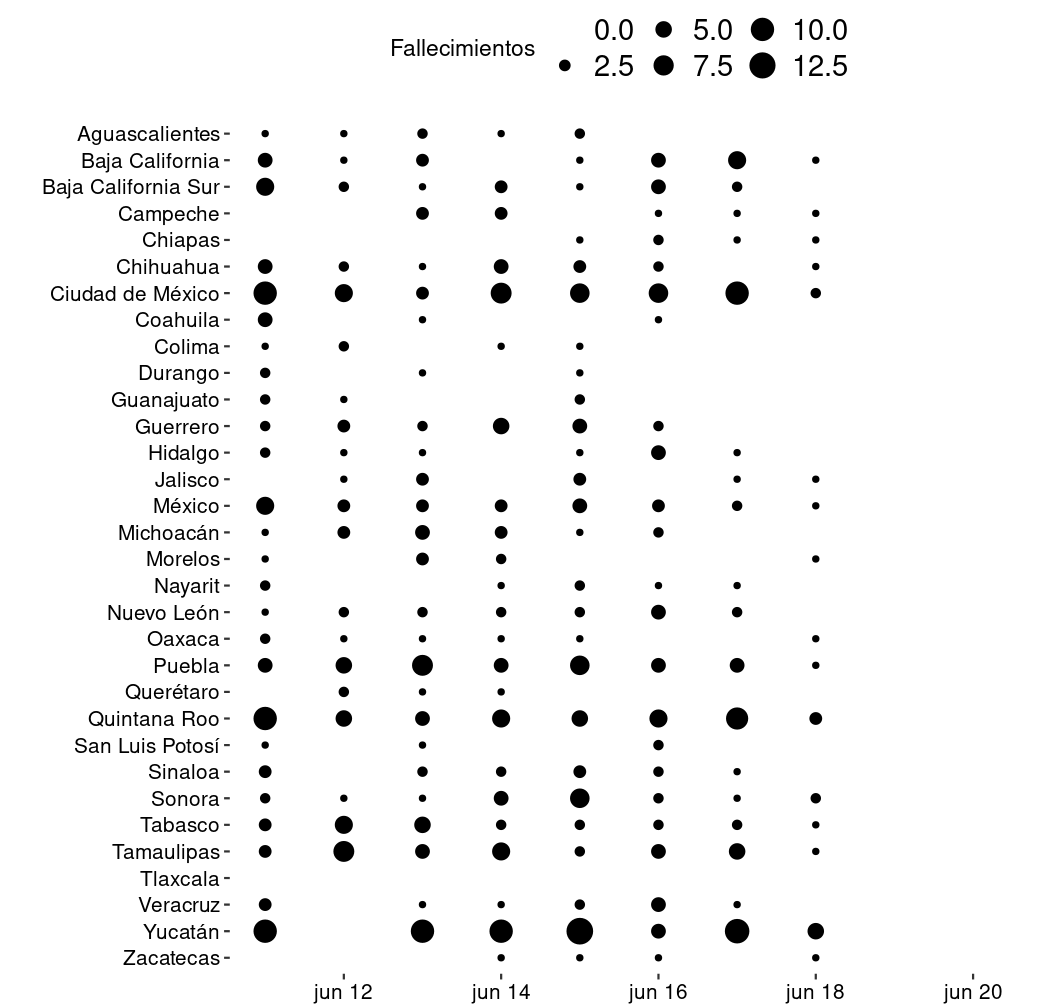 Fallecimientos 0.0 5.0 10.0
2.5 7.5 12.5
Aguascalientes
Baja California
Baja California Sur
Campeche
Chiapas
Chihuahua
Ciudad de México
Coahuila
Colima
Durango
Guanajuato
Guerrero
Hidalgo
Jalisco
México
Michoacán
Morelos
Nayarit
Nuevo León
Oaxaca
Puebla
Querétaro
Quintana Roo
San Luis Potosí
Sinaloa
Sonora
Tabasco
Tamaulipas
Tlaxcala
Veracruz
Yucatán
Zacatecas
jun 12 jun 14 jun 16 jun 18 jun 20